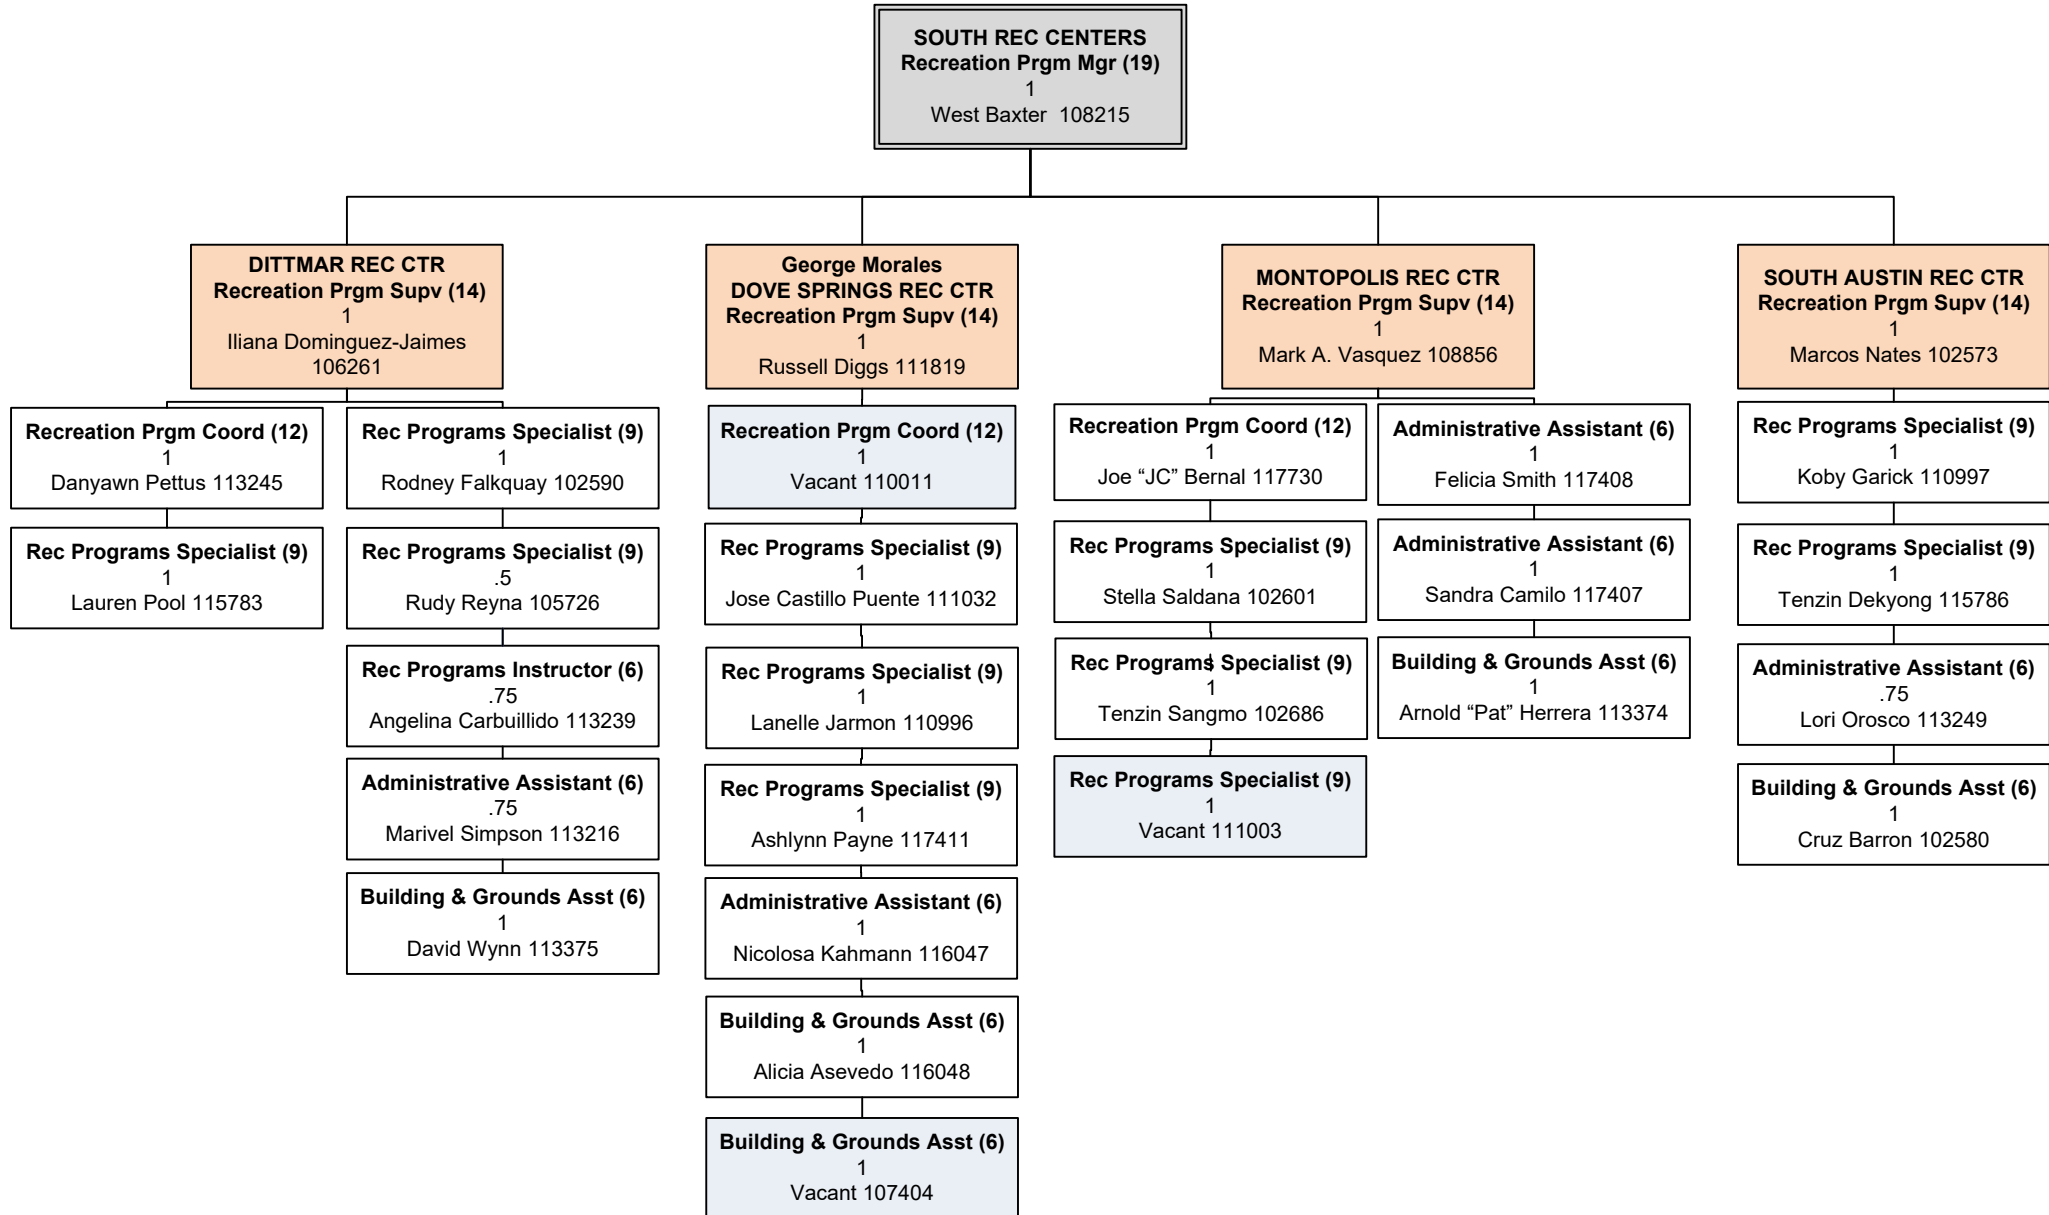 SOUTH REC CENTERS
Recreation Prgm Mgr (19)
1
West Baxter 108215
DITTMAR REC CTR
Recreation Prgm Supv (14)
1
Iliana Dominguez-Jaimes
106261
Recreation Prgm Coord (12)
1
Danyawn Pettus 113245
Rec Programs Specialist (9)
1
Lauren Pool 115783
Rec Programs Specialist (9)
1
Rodney Falkquay 102590
Rec Programs Specialist (9)
.5
Rudy Reyna 105726
Rec Programs Instructor (6)
.75
Angelina Carbuillido 113239
Administrative Assistant (6)
.75
Marivel Simpson 113216
Building & Grounds Asst (6)
1
David Wynn 113375
George Morales
DOVE SPRINGS REC CTR
Recreation Prgm Supv (14)
1
Russell Diggs 111819
Recreation Prgm Coord (12)
1
Vacant 110011
Rec Programs Specialist (9)
1
Jose Castillo Puente 111032
Rec Programs Specialist (9)
1
Lanelle Jarmon 110996
Rec Programs Specialist (9)
1
Ashlynn Payne 117411
Administrative Assistant (6)
1
Nicolosa Kahmann 116047
Building & Grounds Asst (6)
1
Alicia Asevedo 116048
Building & Grounds Asst (6)
1
Vacant 107404
MONTOPOLIS REC CTR
Recreation Prgm Supv (14)
1
Mark A. Vasquez 108856
Recreation Prgm Coord (12)
1
Joe “JC” Bernal 117730
Rec Programs Specialist (9)
1
Stella Saldana 102601
Rec Programs Specialist (9)
1
Tenzin Sangmo 102686
Rec Programs Specialist (9)
1
Vacant 111003
Administrative Assistant (6)
1
Felicia Smith 117408
Administrative Assistant (6)
1
Sandra Camilo 117407
Building & Grounds Asst (6)
1
Arnold “Pat” Herrera 113374
SOUTH AUSTIN REC CTR
Recreation Prgm Supv (14)
1
Marcos Nates 102573
Rec Programs Specialist (9)
1
Koby Garick 110997
Rec Programs Specialist (9)
1
Tenzin Dekyong 115786
Administrative Assistant (6)
.75
Lori Orosco 113249
Building & Grounds Asst (6)
1
Cruz Barron 102580